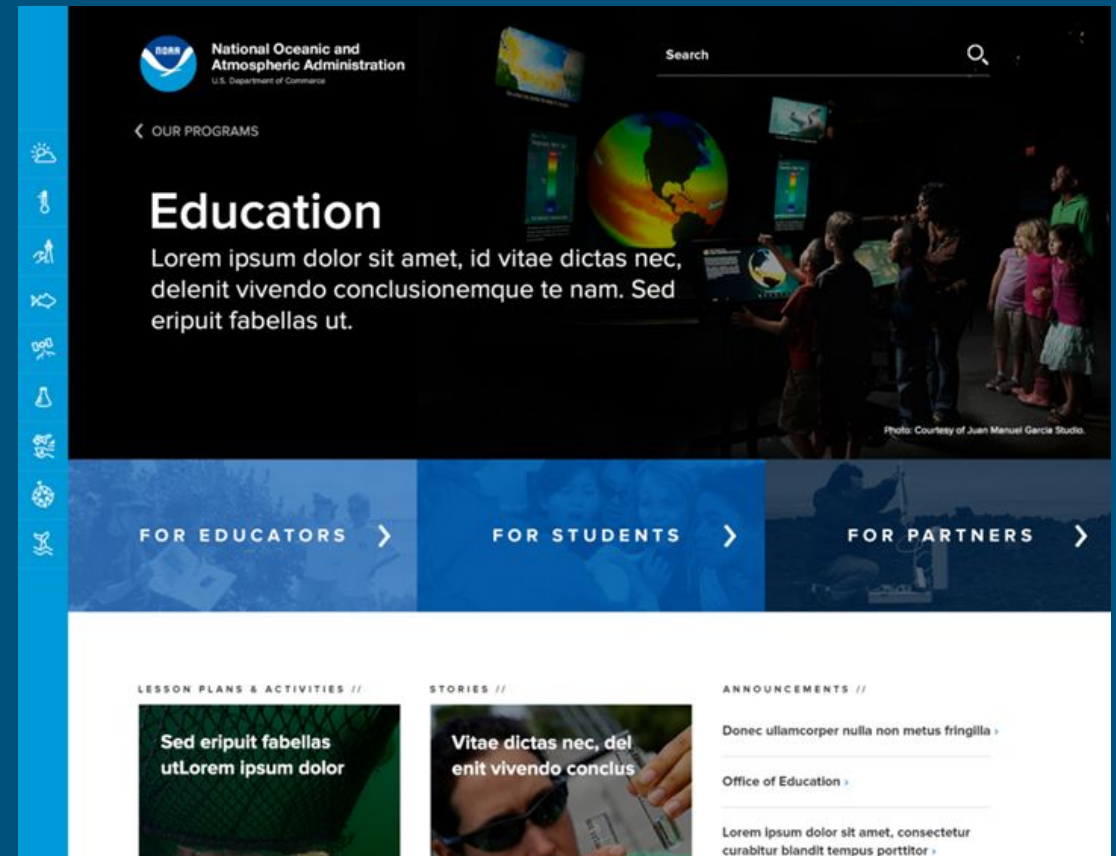 NOAA
National Oceanic and
Atmospheric Administration
U.S. Department of Commerce
Search
OUR PROGRAMS
Education
Lorem ipsum dolor sit amet, id vitae dictas nec,
delenit vivendo conclusionemque te nam. Sed
eripuit fabellas ut.
Photo: Courtesy of Juan Manuel Garcia Studio.
FOR EDUCATORS
FOR STUDENTS
FOR PARTNERS
LESSON PLANS & ACTIVITIES //
Sed eripuit fabellas
utLorem ipsum dolor
STORIES //
Vitae dictas nec, del
enit vivendo conclus
ANNOUNCEMENTS //
Donec ullamcorper nulla non metus fringilla ›
Office of Education ›
Lorem ipsum dolor sit amet, consectetur
curabitur blandit tempus porttitor ›